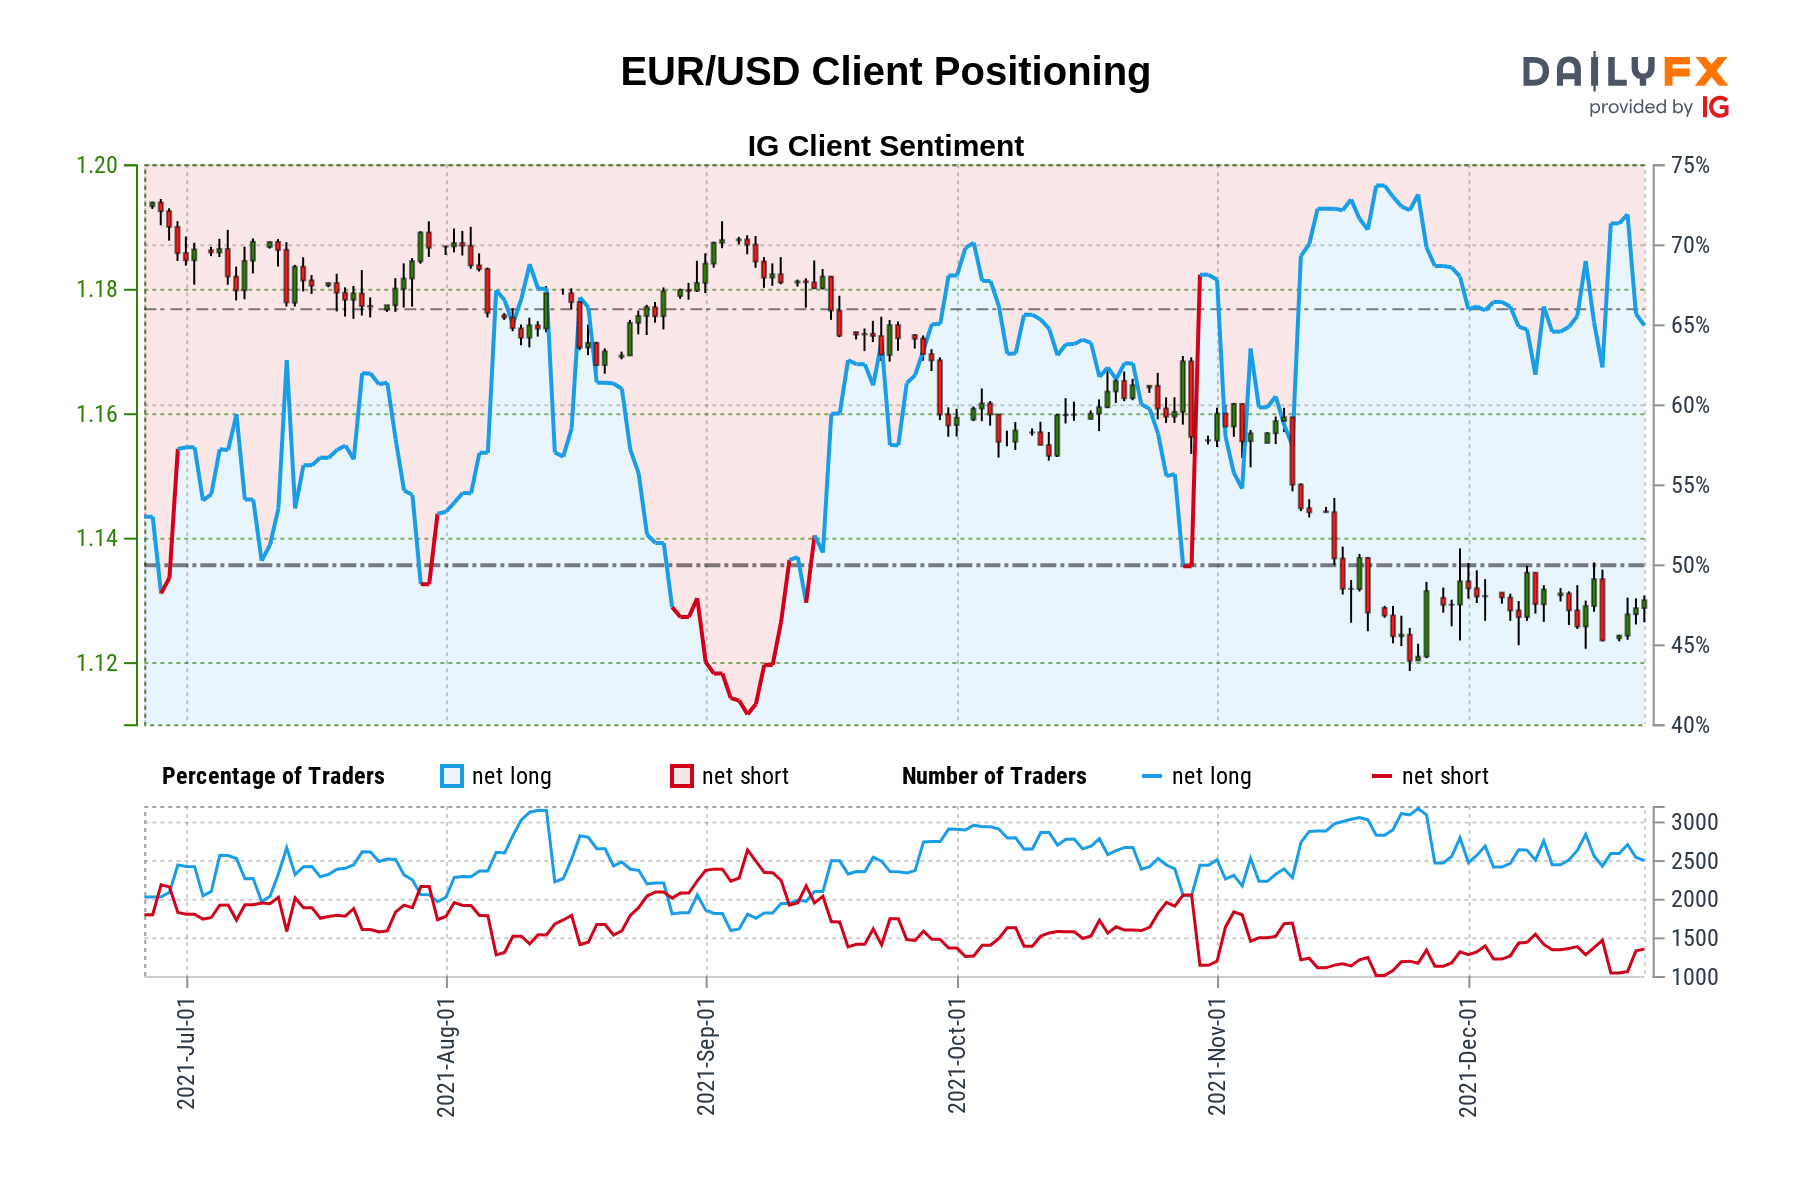 EUR/USD Client Positioning
DAILYFX
provided by IG
IG Client Sentiment
1.20
1.18
1.16
1.14
1.12
75%
70%
65%
60%
55%
50%
45%
40%
Percentage of Traders net long net short Number of Traders net long net short
3000
2500
2000
1500
1000
2021-Jul-01
2021-Aug-01
2021-Sep-01
2021-Oct-01
2021-Nov-01
2021-Dec-01